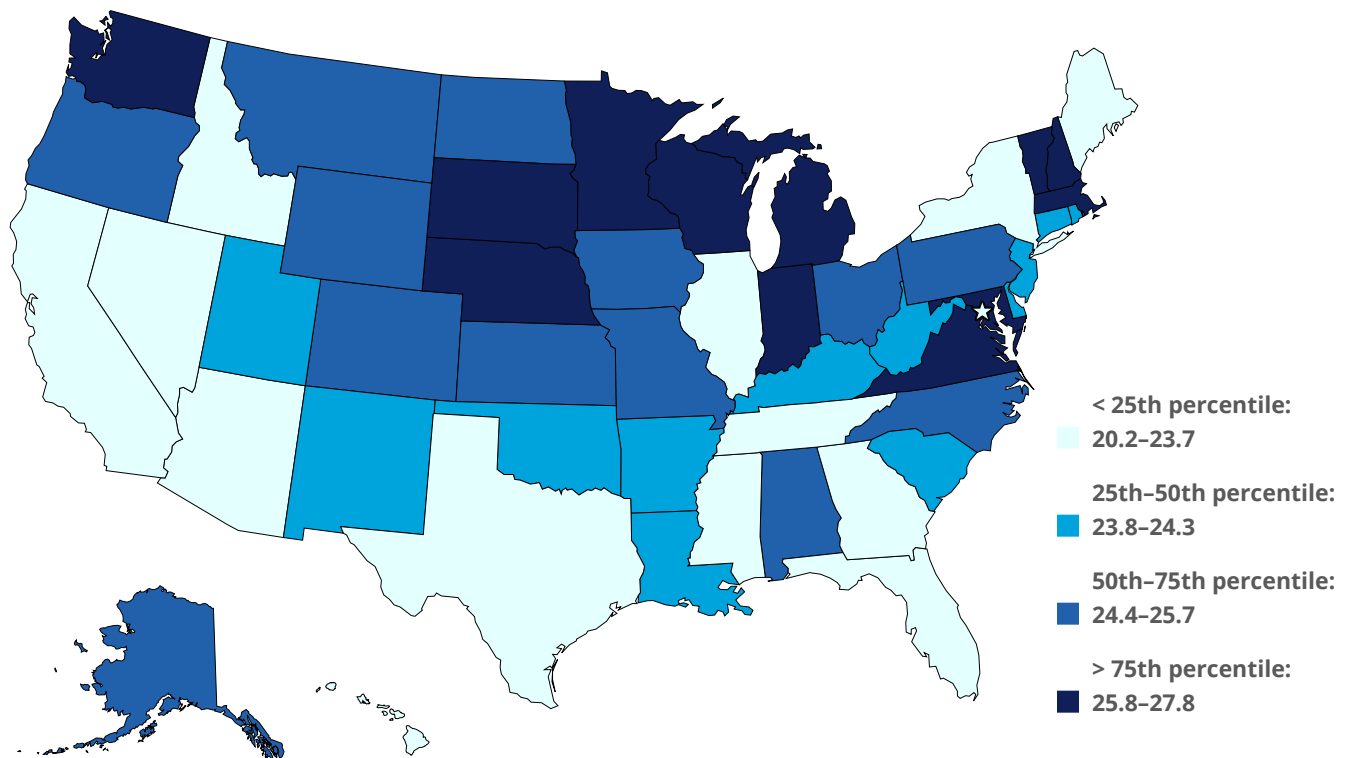 < 25th percentile:
20.2–23.7
25th–50th percentile:
23.8–24.3
50th–75th percentile:
24.4–25.7
> 75th percentile:
25.8–27.8